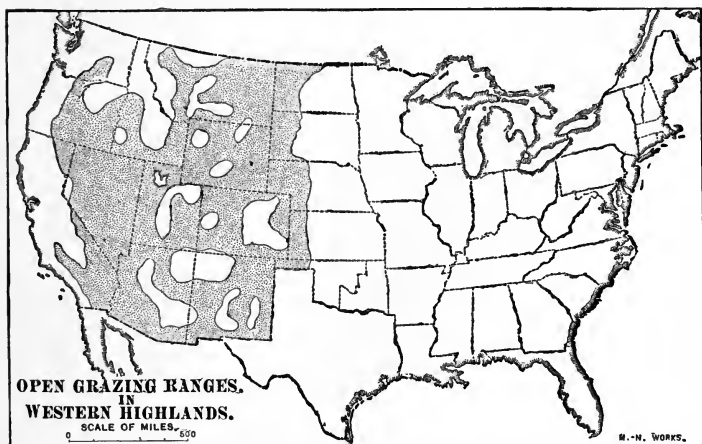 OPEN GRAZING RANGES.
IN
WESTERN HIGHLANDS.
SCALE OF MILES.
0 500
M.-N. WORKS.